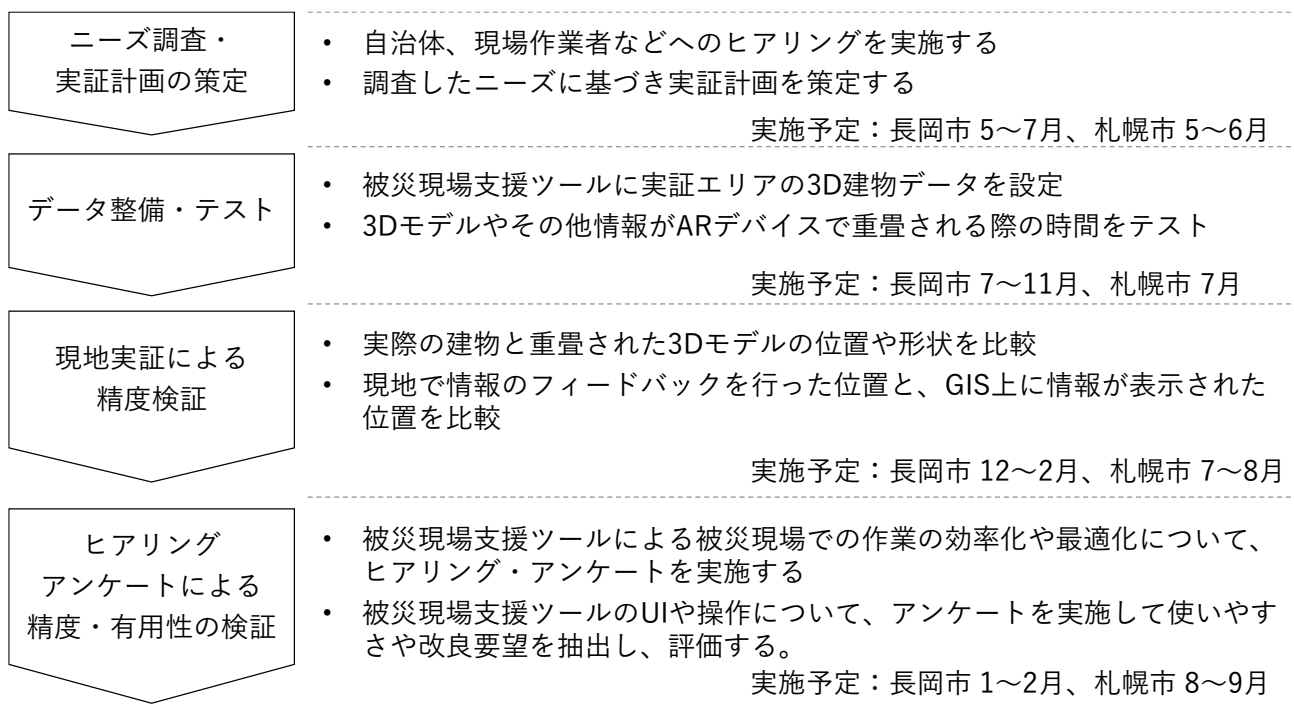 ニーズ調査・
実証計画の策定
• 自治体、現場作業者などへのヒアリングを実施する
• 調査したニーズに基づき実証計画を策定する
実施予定：長岡市 5～7月、札幌市 5～6月
データ整備・テスト
• 被災現場支援ツールに実証エリアの3D建物データを設定
• 3Dモデルやその他情報がARデバイスで重畳される際の時間をテスト
実施予定：長岡市 7～11月、札幌市 7月
現地実証による
精度検証
• 実際の建物と重畳された3Dモデルの位置や形状を比較
• 現地で情報のフィードバックを行った位置と、GIS上に情報が表示された
位置を比較
実施予定：長岡市 12～2月、札幌市 7～8月
ヒアリング
アンケートによる
精度・有用性の検証
• 被災現場支援ツールによる被災現場での作業の効率化や最適化について、
ヒアリング・アンケートを実施する
• 被災現場支援ツールのUIや操作について、アンケートを実施して使いやす
さや改良要望を抽出し、評価する。
実施予定：長岡市 1～2月、札幌市 8～9月